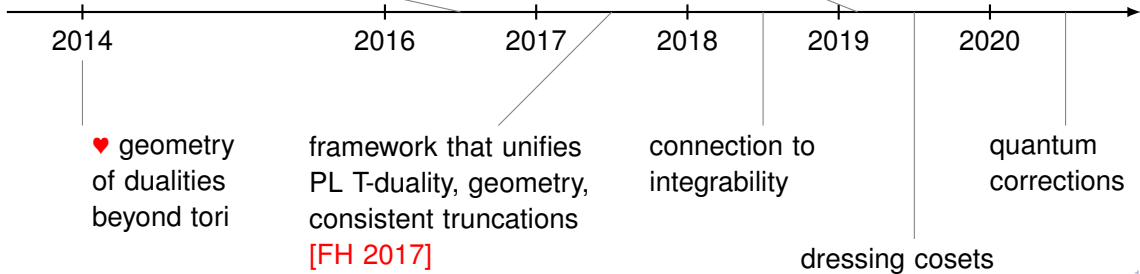 2014 2016 2017 2018 2019 2020
♥ geometry
of dualities
beyond tori
framework that unifies
PL T-duality, geometry,
consistent truncations
[FH 2017]
connection to
integrability
dressing cosets
quantum
corrections